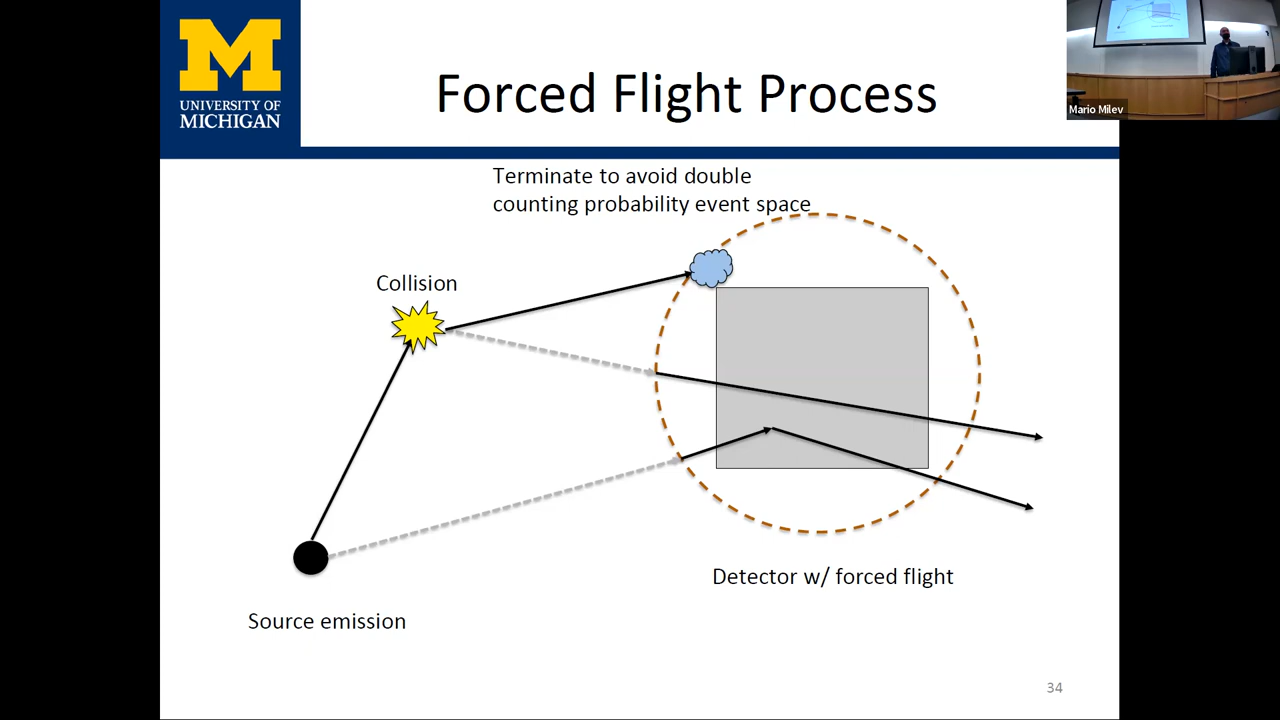 M
UNIVERSITY OF
MICHIGAN
Forced Flight Process
Mario Milev
Terminate to avoid double
counting probability event space
Collision
Detector w/ forced flight
Source emission
34